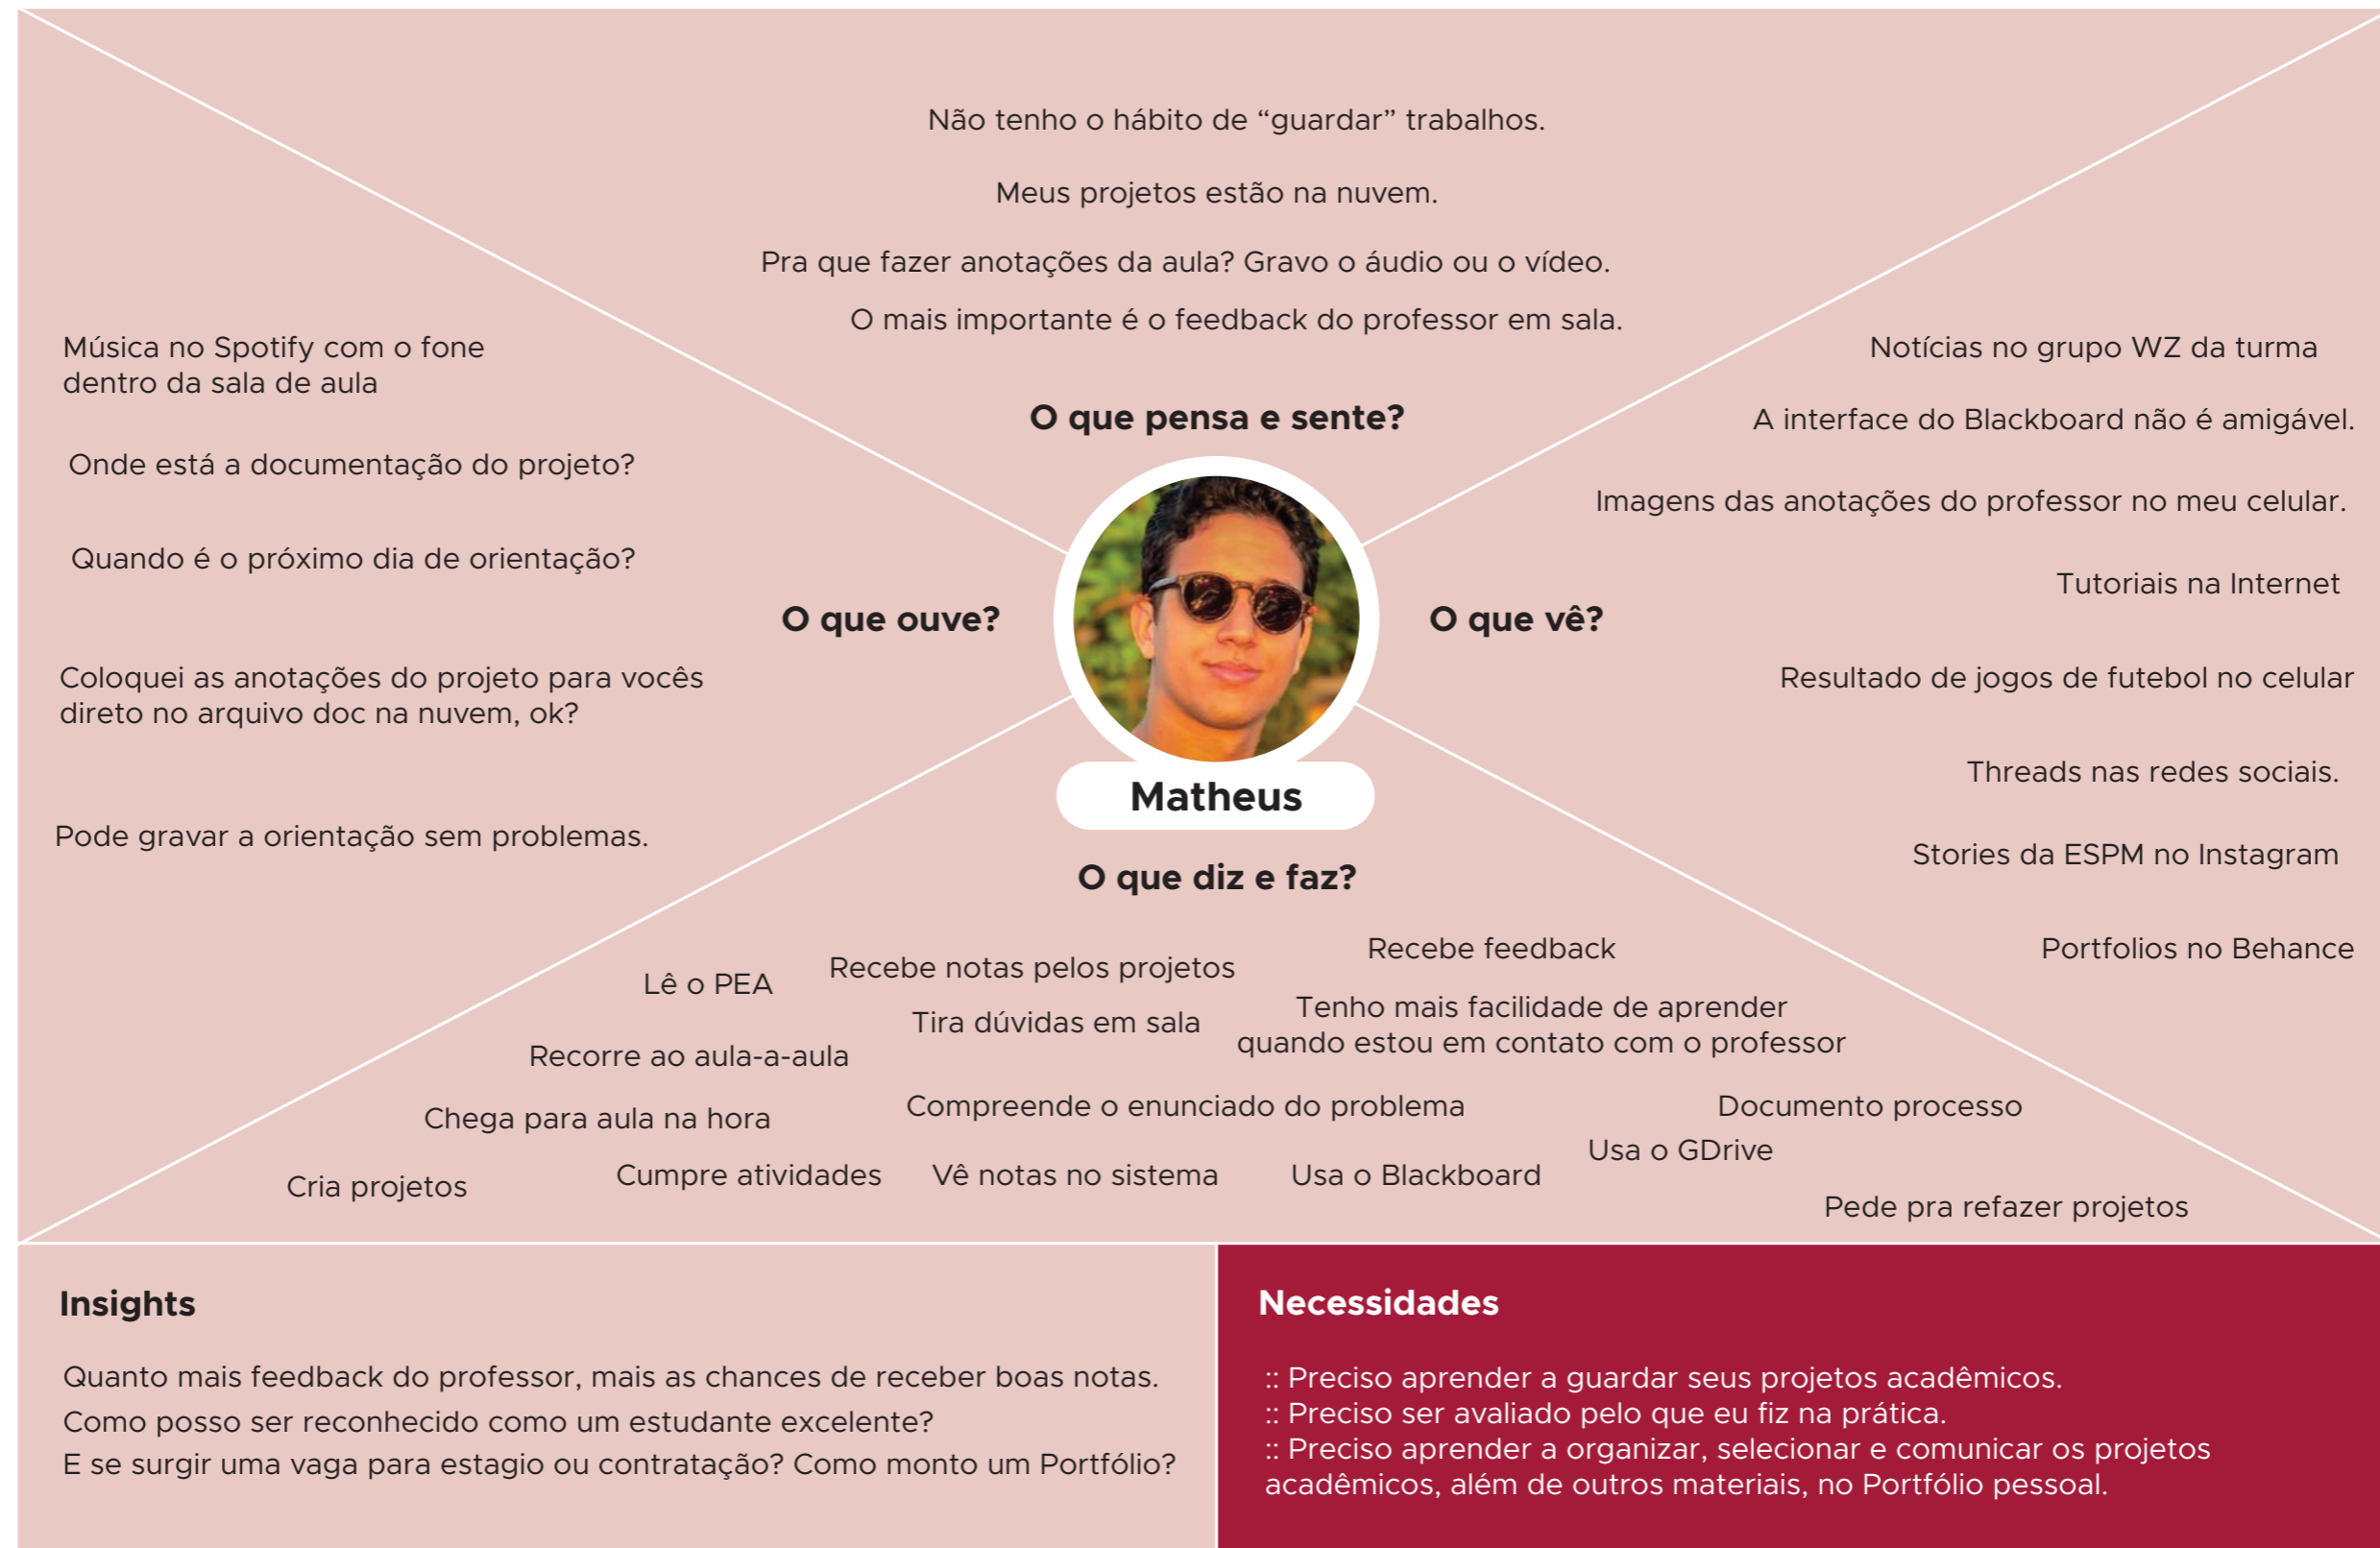 Não tenho o hábito de “guardar” trabalhos.
Meus projetos estão na nuvem.
Pra que fazer anotações da aula? Gravo o áudio ou o vídeo.
O mais importante é o feedback do professor em sala.
O que pensa e sente?
Música no Spotify com o fone
dentro da sala de aula
Onde está a documentação do projeto?
Quando é o próximo dia de orientação?
O que ouve?
Coloquei as anotações do projeto para vocês
direto no arquivo doc na nuvem, ok?
Pode gravar a orientação sem problemas.
Notícias no grupo WZ da turma
A interface do Blackboard não é amigável.
Imagens das anotações do professor no meu celular.
Tutoriais na Internet
O que vê?
Resultado de jogos de futebol no celular
Threads nas redes sociais.
Stories da ESPM no Instagram
Portfolios no Behance
Matheus
O que diz e faz?
Lê o PEA
Recebe notas pelos projetos
Recebe feedback
Tira dúvidas em sala
Tenho mais facilidade de aprender
quando estou em contato com o professor
Recorre ao aula-a-aula
Chega para aula na hora
Compreende o enunciado do problema
Documento processo
Usa o GDrive
Cria projetos
Cumpre atividades
Vê notas no sistema
Usa o Blackboard
Pede pra refazer projetos
Insights
Quanto mais feedback do professor, mais as chances de receber boas notas.
Como posso ser reconhecido como um estudante excelente?
E se surgir uma vaga para estagio ou contratação? Como monto um Portfólio?
Necessidades
:: Preciso aprender a guardar seus projetos acadêmicos.
:: Preciso ser avaliado pelo que eu fiz na prática.
:: Preciso aprender a organizar, selecionar e comunicar os projetos
acadêmicos, além de outros materiais, no Portfólio pessoal.